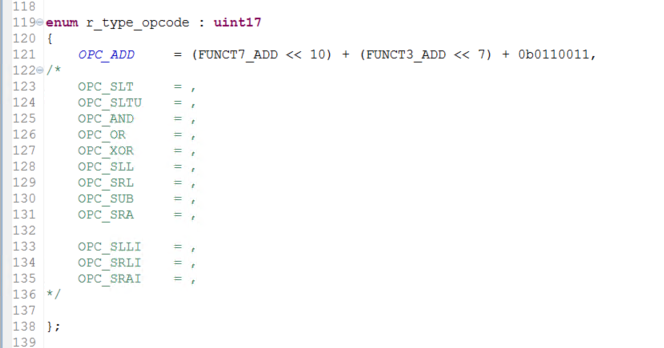 118
119 enum r_type_opcode : uint17
120 {
121     OPC_ADD     = (FUNCT7_ADD << 10) + (FUNCT3_ADD << 7) + 0b0110011,
122 /*
123     OPC_SLT     = ,
124     OPC_SLTU    = ,
125     OPC_AND     = ,
126     OPC_OR      = ,
127     OPC_XOR     = ,
128     OPC_SLL     = ,
129     OPC_SRL     = ,
130     OPC_SUB     = ,
131     OPC_SRA     = ,
132
133     OPC_SLLI    = ,
134     OPC_SRLI    = ,
135     OPC_SRAI    = ,
136 */
137
138 };
139